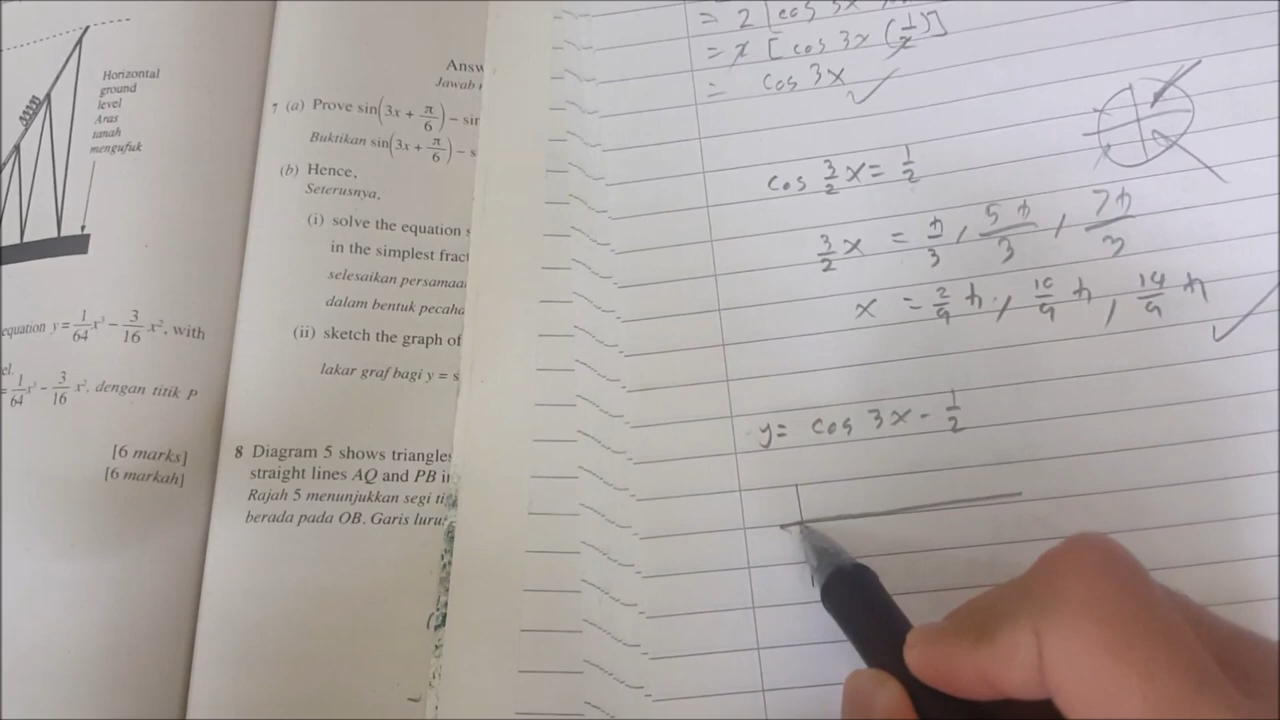 Horizontal
ground
level
Aras
tanah
mengufuk
equation y = 1/64 x³ − 3/16 x², with
el.
= 1/64 x³ − 3/16 x², dengan titik P
[6 marks]
[6 markah]
Answ
Jawab
7 (a) Prove sin(3x + π/6) − sin
Buktikan sin(3x + π/6) − s
(b) Hence,
Seterusnya,
(i) solve the equation s
in the simplest fract
selesaikan persamaa
dalam bentuk pecaha
(ii) sketch the graph of
lakar graf bagi y = s
8 Diagram 5 shows triangles
straight lines AQ and PB i
Rajah 5 menunjukkan segi ti
berada pada OB. Garis luru
= 2 [cos 3x
= x [cos 3x (1/x)]
= cos 3x ✓
cos 3/2 x = 1/2
3/2 x = π/3, 5π/3, 7π/3
x = 2/9 π, 10/9 π, 14/9 π ✓
y = cos 3x − 1/2